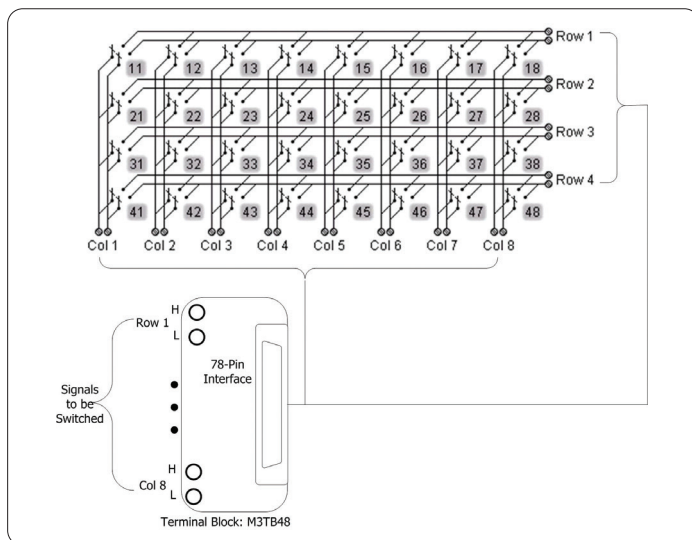 Row 1
11 12 13 14 15 16 17 18
Row 2
21 22 23 24 25 26 27 28
Row 3
31 32 33 34 35 36 37 38
Row 4
41 42 43 44 45 46 47 48
Col 1 Col 2 Col 3 Col 4 Col 5 Col 6 Col 7 Col 8
H
Row 1
L
78-Pin
Interface
Signals
to be
Switched
H
Col 8
L
Terminal Block: M3TB48